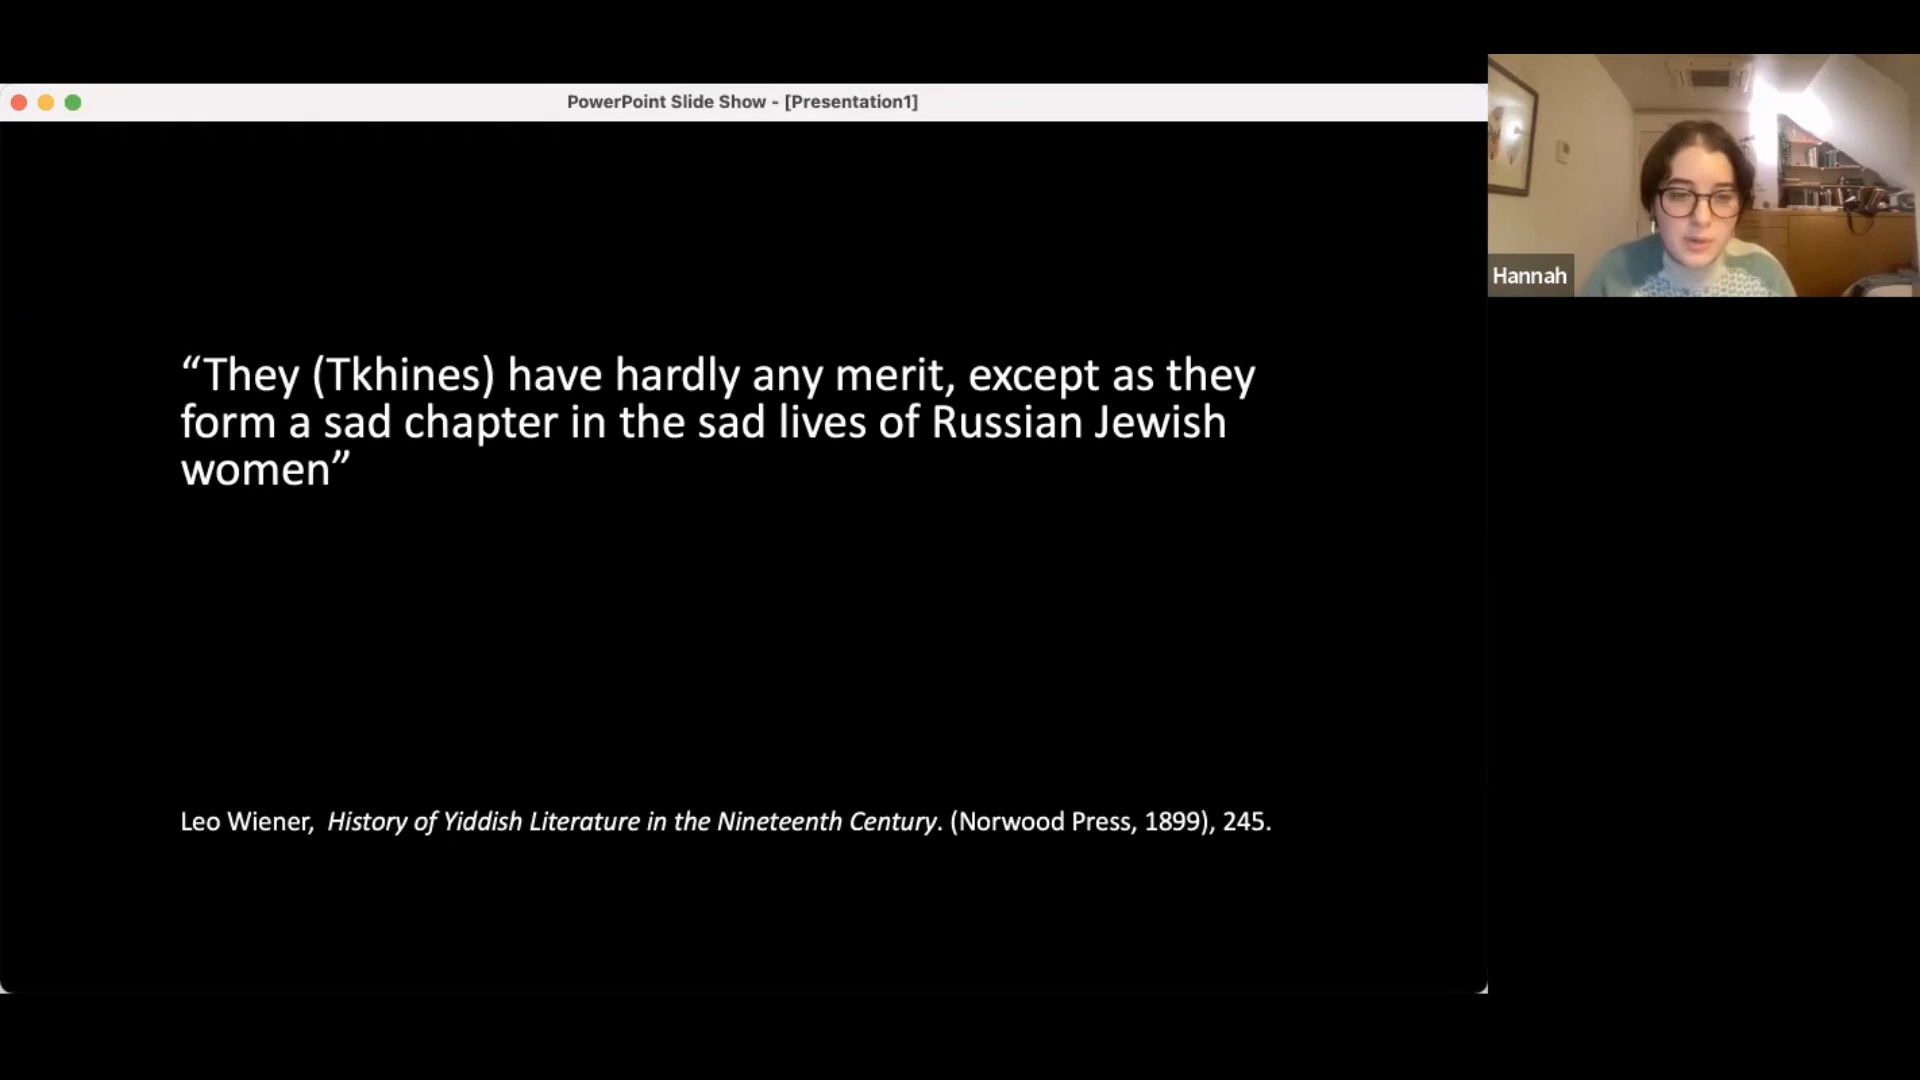 PowerPoint Slide Show - [Presentation1]
“They (Tkhines) have hardly any merit, except as they
form a sad chapter in the sad lives of Russian Jewish
women”
Leo Wiener, History of Yiddish Literature in the Nineteenth Century. (Norwood Press, 1899), 245.
Hannah